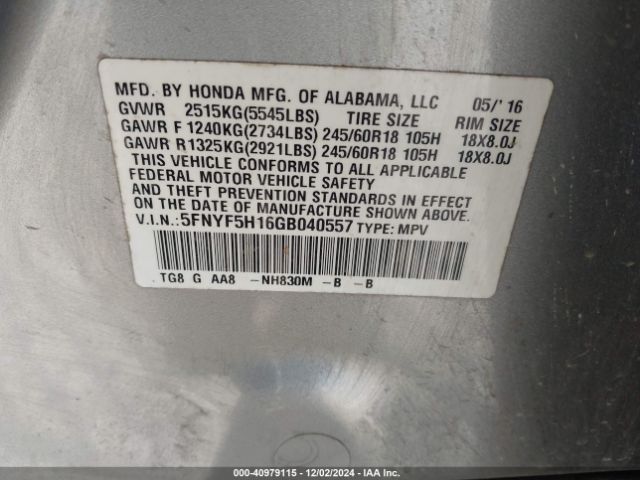 MFD. BY HONDA MFG. OF ALABAMA, LLC 05/'16
GVWR 2515KG(5545LBS) TIRE SIZE RIM SIZE
GAWR F 1240KG(2734LBS) 245/60R18 105H 18X8.0J
GAWR R1325KG(2921LBS) 245/60R18 105H 18X8.0J
THIS VEHICLE CONFORMS TO ALL APPLICABLE
FEDERAL MOTOR VEHICLE SAFETY
AND THEFT PREVENTION STANDARDS IN EFFECT
ON THE DATE OF MANUFACTURE SHOWN ABOVE.
V.I.N.:5FNYF5H16GB040557 TYPE: MPV
TG8 G AA8 -NH830M -B -B
000-40979115 - 12/02/2024 - IAA Inc.